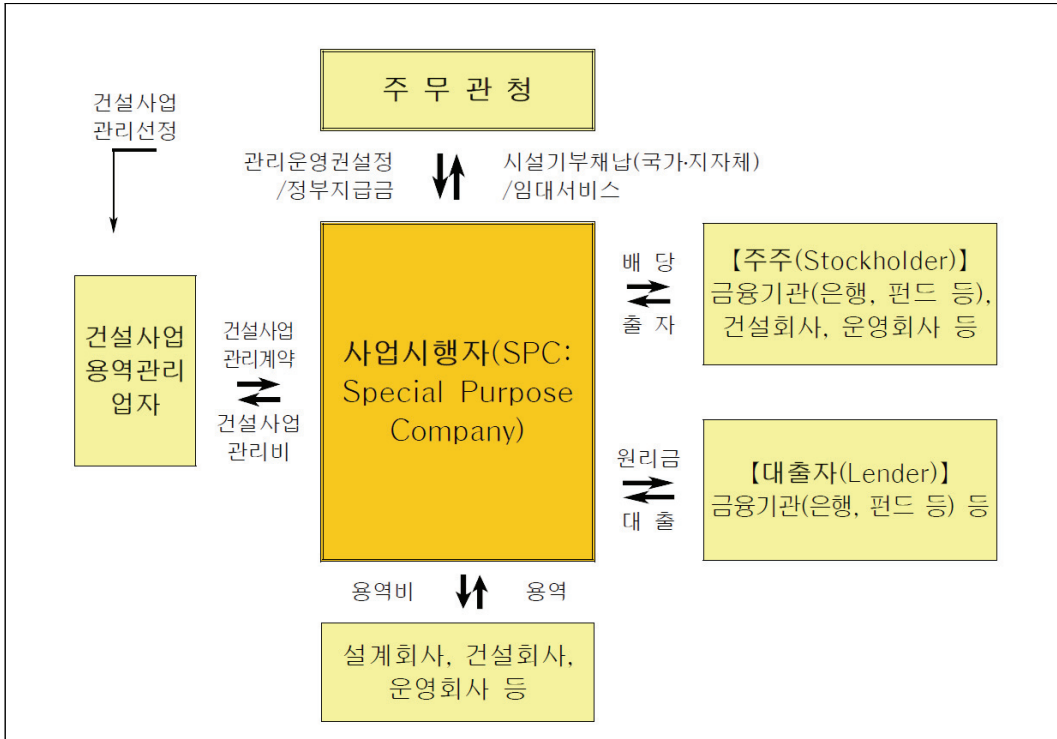 주 무 관 청
건설사업
관리선정
관리운영권설정
/정부지급금
시설기부채납(국가·지자체)
/임대서비스
건설사업
용역관리
업자
건설사업
관리계약
건설사업
관리비
사업시행자(SPC:
Special Purpose
Company)
배 당
출 자
【주주(Stockholder)】
금융기관(은행, 펀드 등),
건설회사, 운영회사 등
원리금
대 출
【대출자(Lender)】
금융기관(은행, 펀드 등) 등
용역비
용역
설계회사, 건설회사,
운영회사 등